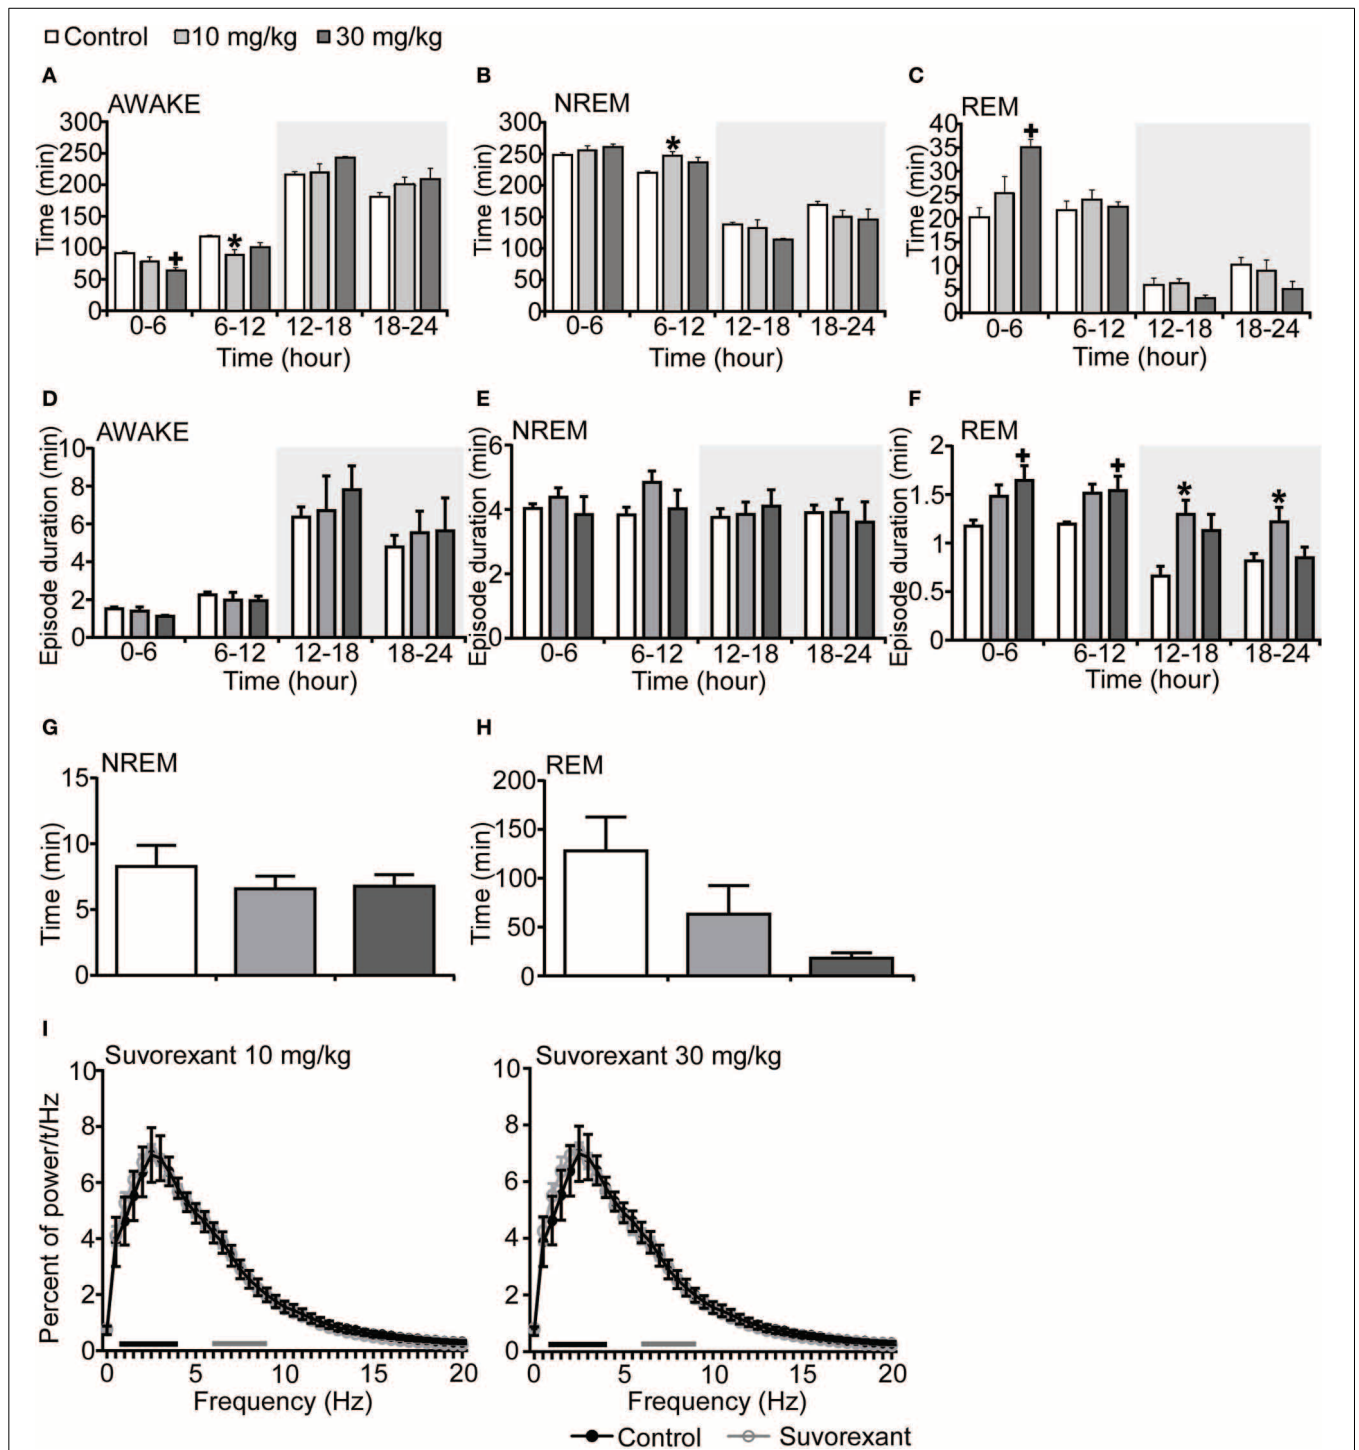 Control 10 mg/kg 30 mg/kg
A
AWAKE
Time (min)
300
250
200
150
100
50
0
+
*
0-6 6-12 12-18 18-24
Time (hour)
B
NREM
Time (min)
300
250
200
150
100
50
0
*
0-6 6-12 12-18 18-24
Time (hour)
C
REM
Time (min)
40
35
30
25
20
15
10
5
0
+
0-6 6-12 12-18 18-24
Time (hour)
D
AWAKE
Episode duration (min)
10
8
6
4
2
0
0-6 6-12 12-18 18-24
Time (hour)
E
NREM
Episode duration (min)
6
4
2
0
0-6 6-12 12-18 18-24
Time (hour)
F
REM
Episode duration (min)
2
1.5
1
0.5
0
+ + * *
0-6 6-12 12-18 18-24
Time (hour)
G
NREM
Time (min)
15
10
5
0
H
REM
Time (min)
200
150
100
50
0
I
Suvorexant 10 mg/kg
Percent of power/t/Hz
10
8
6
4
2
0
0 5 10 15 20
Frequency (Hz)
Suvorexant 30 mg/kg
10
8
6
4
2
0
0 5 10 15 20
Frequency (Hz)
Control Suvorexant